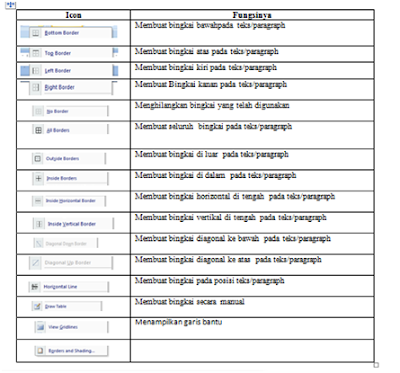 Icon Fungsinya
Bottom Border Membuat bingkai bawahpada teks/paragraph
Top Border Membuat bingkai atas pada teks/paragraph
Left Border Membuat bingkai kiri pada teks/paragraph
Right Border Membuat Bingkai kanan pada teks/paragraph
No Border Menghilangkan bingkai yang telah digunakan
All Borders Membuat seluruh bingkai pada teks/paragraph
Outside Borders Membuat bingkai di luar pada teks/paragraph
Inside Borders Membuat bingkai di dalam pada teks/paragraph
Inside Horizontal Border Membuat bingkai horizontal di tengah pada teks/paragraph
Inside Vertical Border Membuat bingkai vertikal di tengah pada teks/paragraph
Diagonal Down Border Membuat bingkai diagonal ke bawah pada teks/paragraph
Diagonal Up Border Membuat bingkai diagonal ke atas pada teks/paragraph
Horizontal Line Membuat bingkai pada posisi teks/paragraph
Draw Table Membuat bingkai secara manual
View Gridlines Menampilkan garis bantu
Borders and Shading...